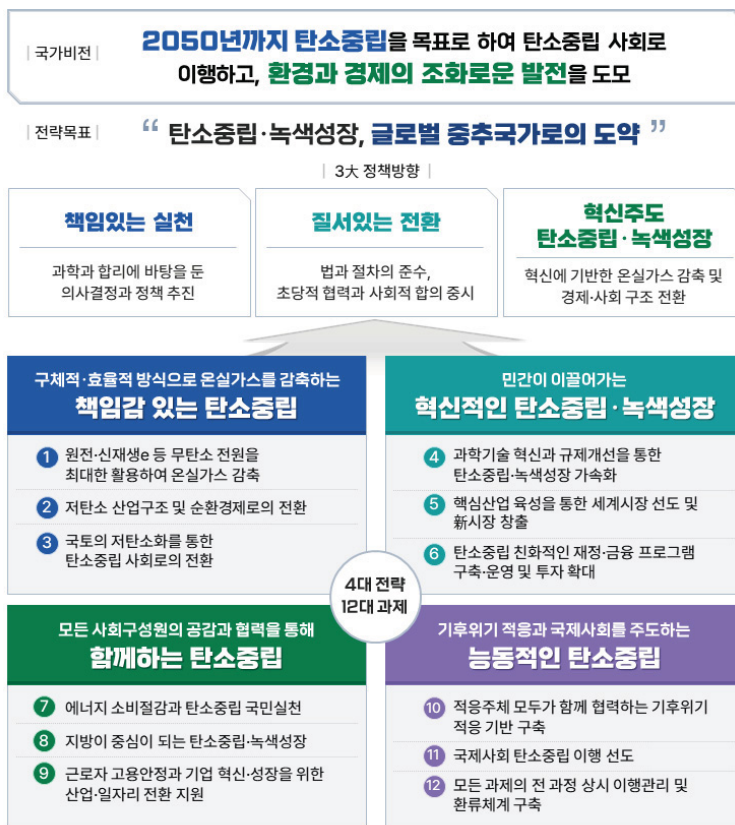 | 국가비전 |
2050년까지 탄소중립을 목표로 하여 탄소중립 사회로
이행하고, 환경과 경제의 조화로운 발전을 도모
| 전략목표 |
“ 탄소중립·녹색성장, 글로벌 중추국가로의 도약 ”
| 3大 정책방향 |
책임있는 실천
과학과 합리에 바탕을 둔
의사결정과 정책 추진
질서있는 전환
법과 절차의 준수,
초당적 협력과 사회적 합의 중시
혁신주도
탄소중립·녹색성장
혁신에 기반한 온실가스 감축 및
경제·사회 구조 전환
구체적·효율적 방식으로 온실가스를 감축하는
책임감 있는 탄소중립
1 원전·신재생e 등 무탄소 전원을
최대한 활용하여 온실가스 감축
2 저탄소 산업구조 및 순환경제로의 전환
3 국토의 저탄소화를 통한
탄소중립 사회로의 전환
민간이 이끌어가는
혁신적인 탄소중립·녹색성장
4 과학기술 혁신과 규제개선을 통한
탄소중립·녹색성장 가속화
5 핵심산업 육성을 통한 세계시장 선도 및
新시장 창출
6 탄소중립 친화적인 재정·금융 프로그램
구축·운영 및 투자 확대
4대 전략
12대 과제
모든 사회구성원의 공감과 협력을 통해
함께하는 탄소중립
7 에너지 소비절감과 탄소중립 국민실천
8 지방이 중심이 되는 탄소중립·녹색성장
9 근로자 고용안정과 기업 혁신·성장을 위한
산업·일자리 전환 지원
기후위기 적응과 국제사회를 주도하는
능동적인 탄소중립
10 적응주체 모두가 함께 협력하는 기후위기
적응 기반 구축
11 국제사회 탄소중립 이행 선도
12 모든 과제의 전 과정 상시 이행관리 및
환류체계 구축